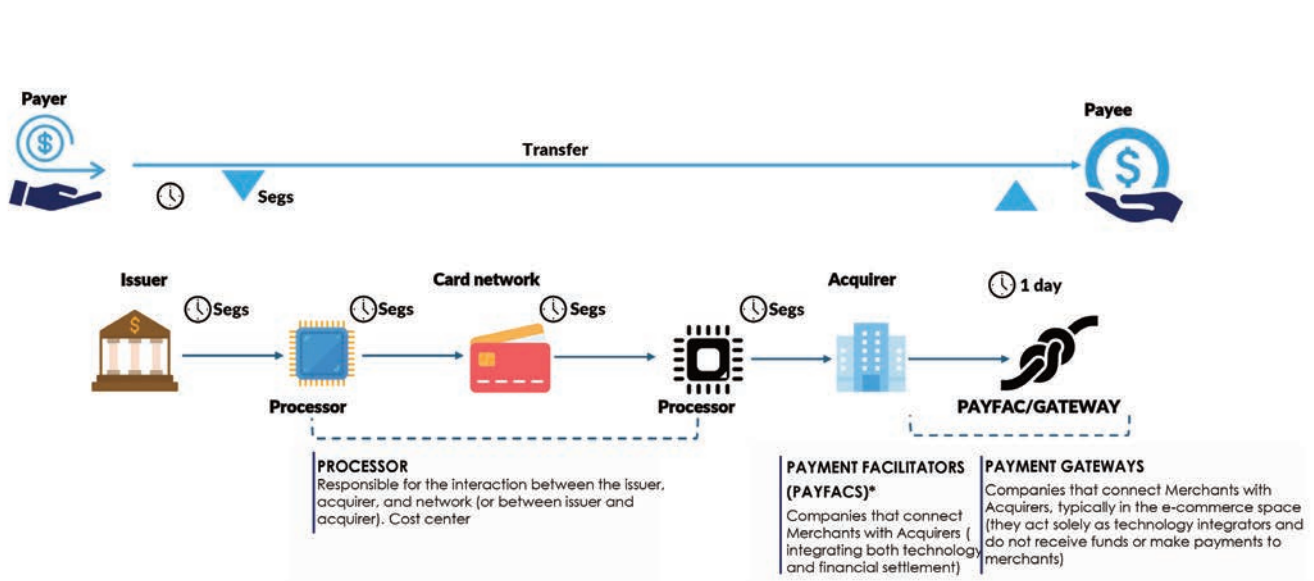 Payer
Payee
Transfer
Segs
Issuer
Card network
Acquirer
1 day
Segs
Segs
Segs
Segs
Processor
Processor
PAYFAC/GATEWAY
PROCESSOR
Responsible for the interaction between the issuer,
acquirer, and network (or between issuer and
acquirer). Cost center
PAYMENT FACILITATORS
(PAYFACS)*
Companies that connect
Merchants with Acquirers (
integrating both technology
and financial settlement)
PAYMENT GATEWAYS
Companies that connect Merchants with
Acquirers, typically in the e-commerce space
(they act solely as technology integrators and
do not receive funds or make payments to
merchants)